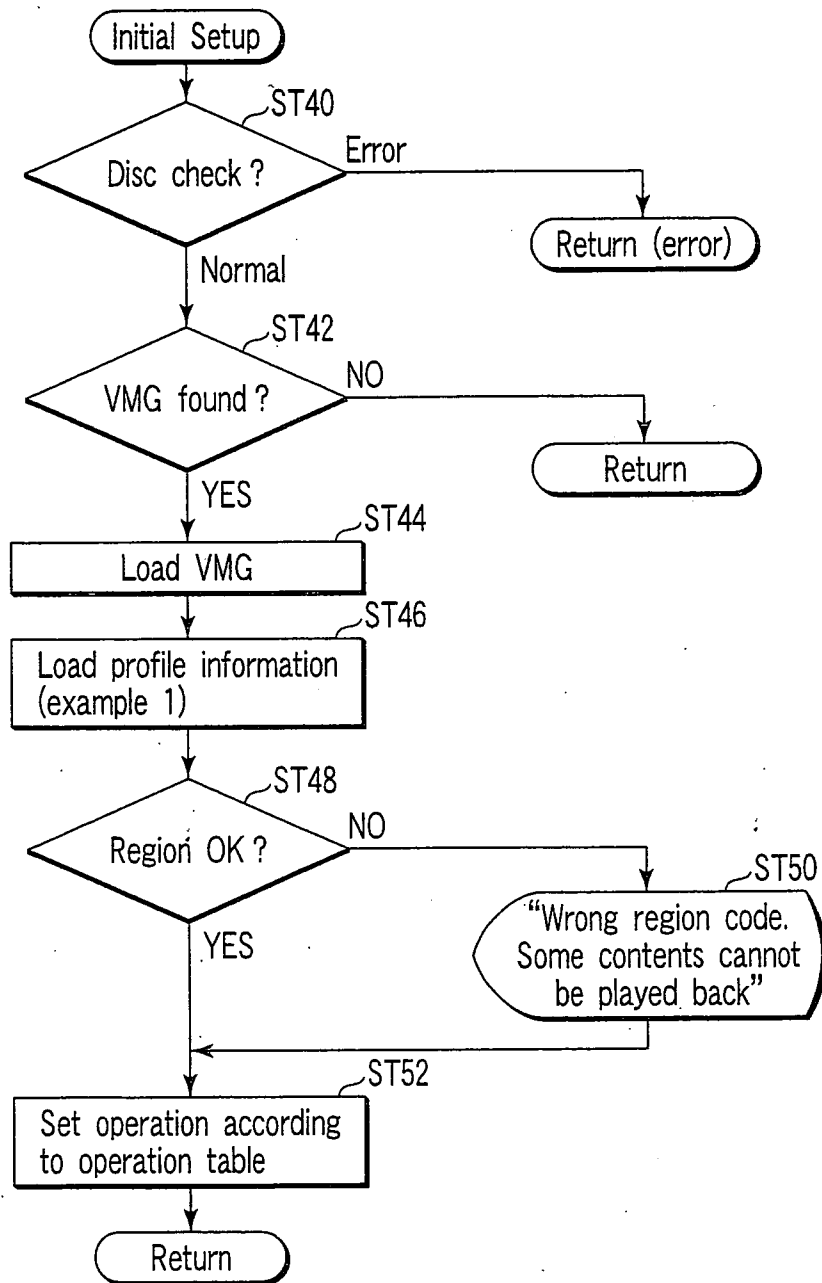 Initial Setup
ST40
Disc check ?
Error
Return (error)
Normal
ST42
VMG found ?
NO
Return
YES
ST44
Load VMG
ST46
Load profile information
(example 1)
ST48
Region OK ?
NO
ST50
“Wrong region code.
Some contents cannot
be played back”
YES
ST52
Set operation according
to operation table
Return